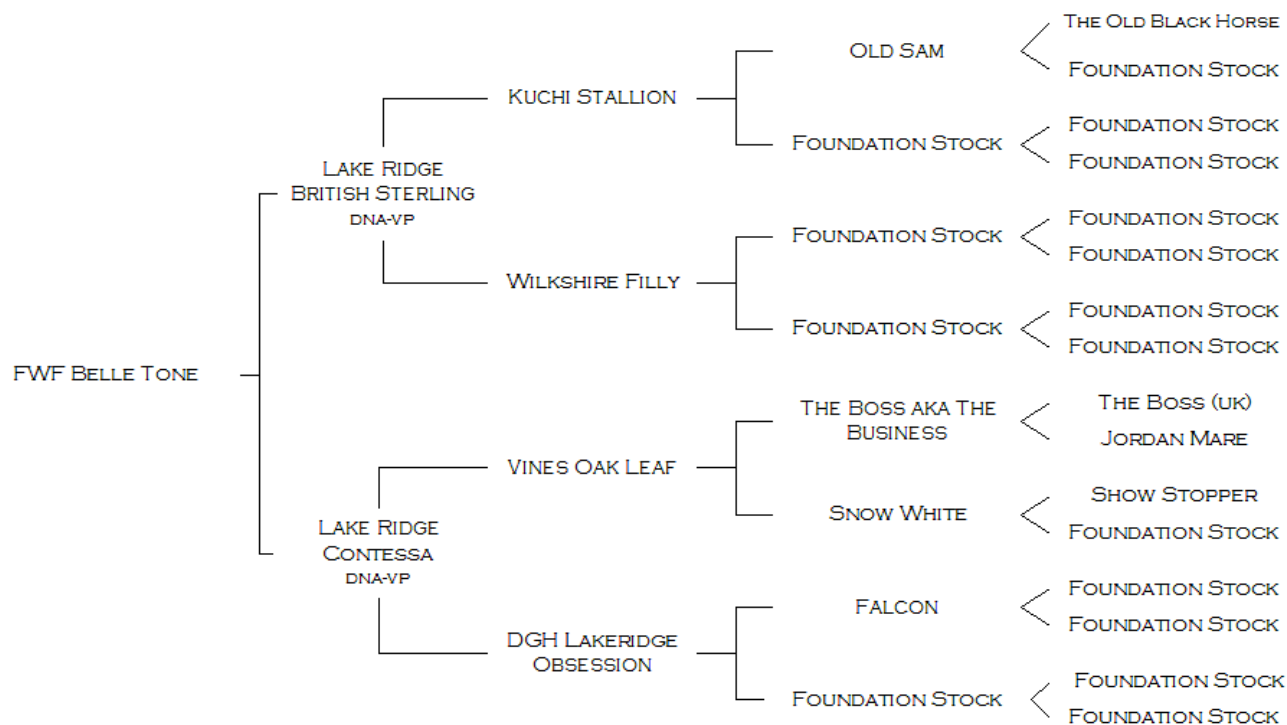 The Old Black Horse
Old Sam
Foundation Stock
Kuchi Stallion
Foundation Stock
Foundation Stock
Foundation Stock
Lake Ridge
British Sterling
DNA-VP
Foundation Stock
Foundation Stock
Foundation Stock
Wilkshire Filly
Foundation Stock
Foundation Stock
Foundation Stock
FWF Belle Tone
The Boss aka The
Business
The Boss (UK)
Jordan Mare
Vines Oak Leaf
Snow White
Show Stopper
Foundation Stock
Lake Ridge
Contessa
DNA-VP
Falcon
Foundation Stock
Foundation Stock
DGH Lakeridge
Obsession
Foundation Stock
Foundation Stock
Foundation Stock